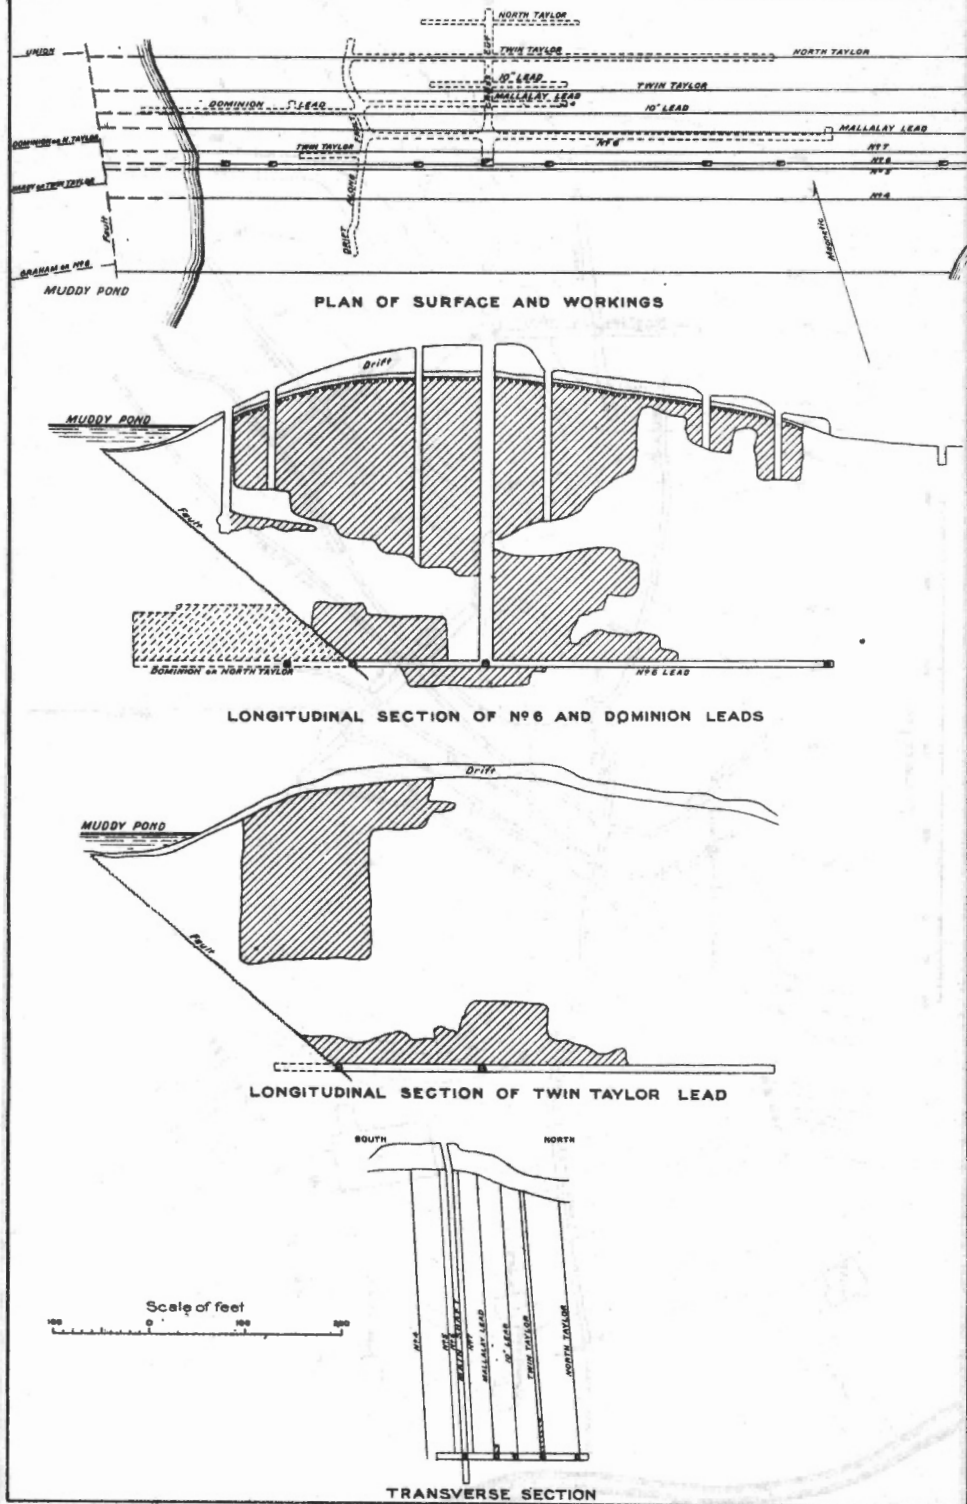 NORTH TAYLOR
UNION
TWIN TAYLOR
NORTH TAYLOR
10" LEAD
TWIN TAYLOR
MALLALAY LEAD
DOMINION LEAD
10" LEAD
MALLALAY LEAD
DOMINION OR N. TAYLOR
Nº 6
TWIN TAYLOR
Nº 7
Nº 6
Nº 5
HARDY OR TWIN TAYLOR
ALONG
Nº 4
Fault
DRIFT
Magnetic
GRAHAM OR Nº 6
MUDDY POND
PLAN OF SURFACE AND WORKINGS
Drift
MUDDY POND
Fault
DOMINION OR NORTH TAYLOR
Nº 6 LEAD
LONGITUDINAL SECTION OF Nº 6 AND DOMINION LEADS
Drift
MUDDY POND
Fault
LONGITUDINAL SECTION OF TWIN TAYLOR LEAD
SOUTH
NORTH
Scale of feet
100 0 100 200
Nº 4
MAIN SHAFT
Nº 7
MALLALAY LEAD
10" LEAD
TWIN TAYLOR
NORTH TAYLOR
TRANSVERSE SECTION